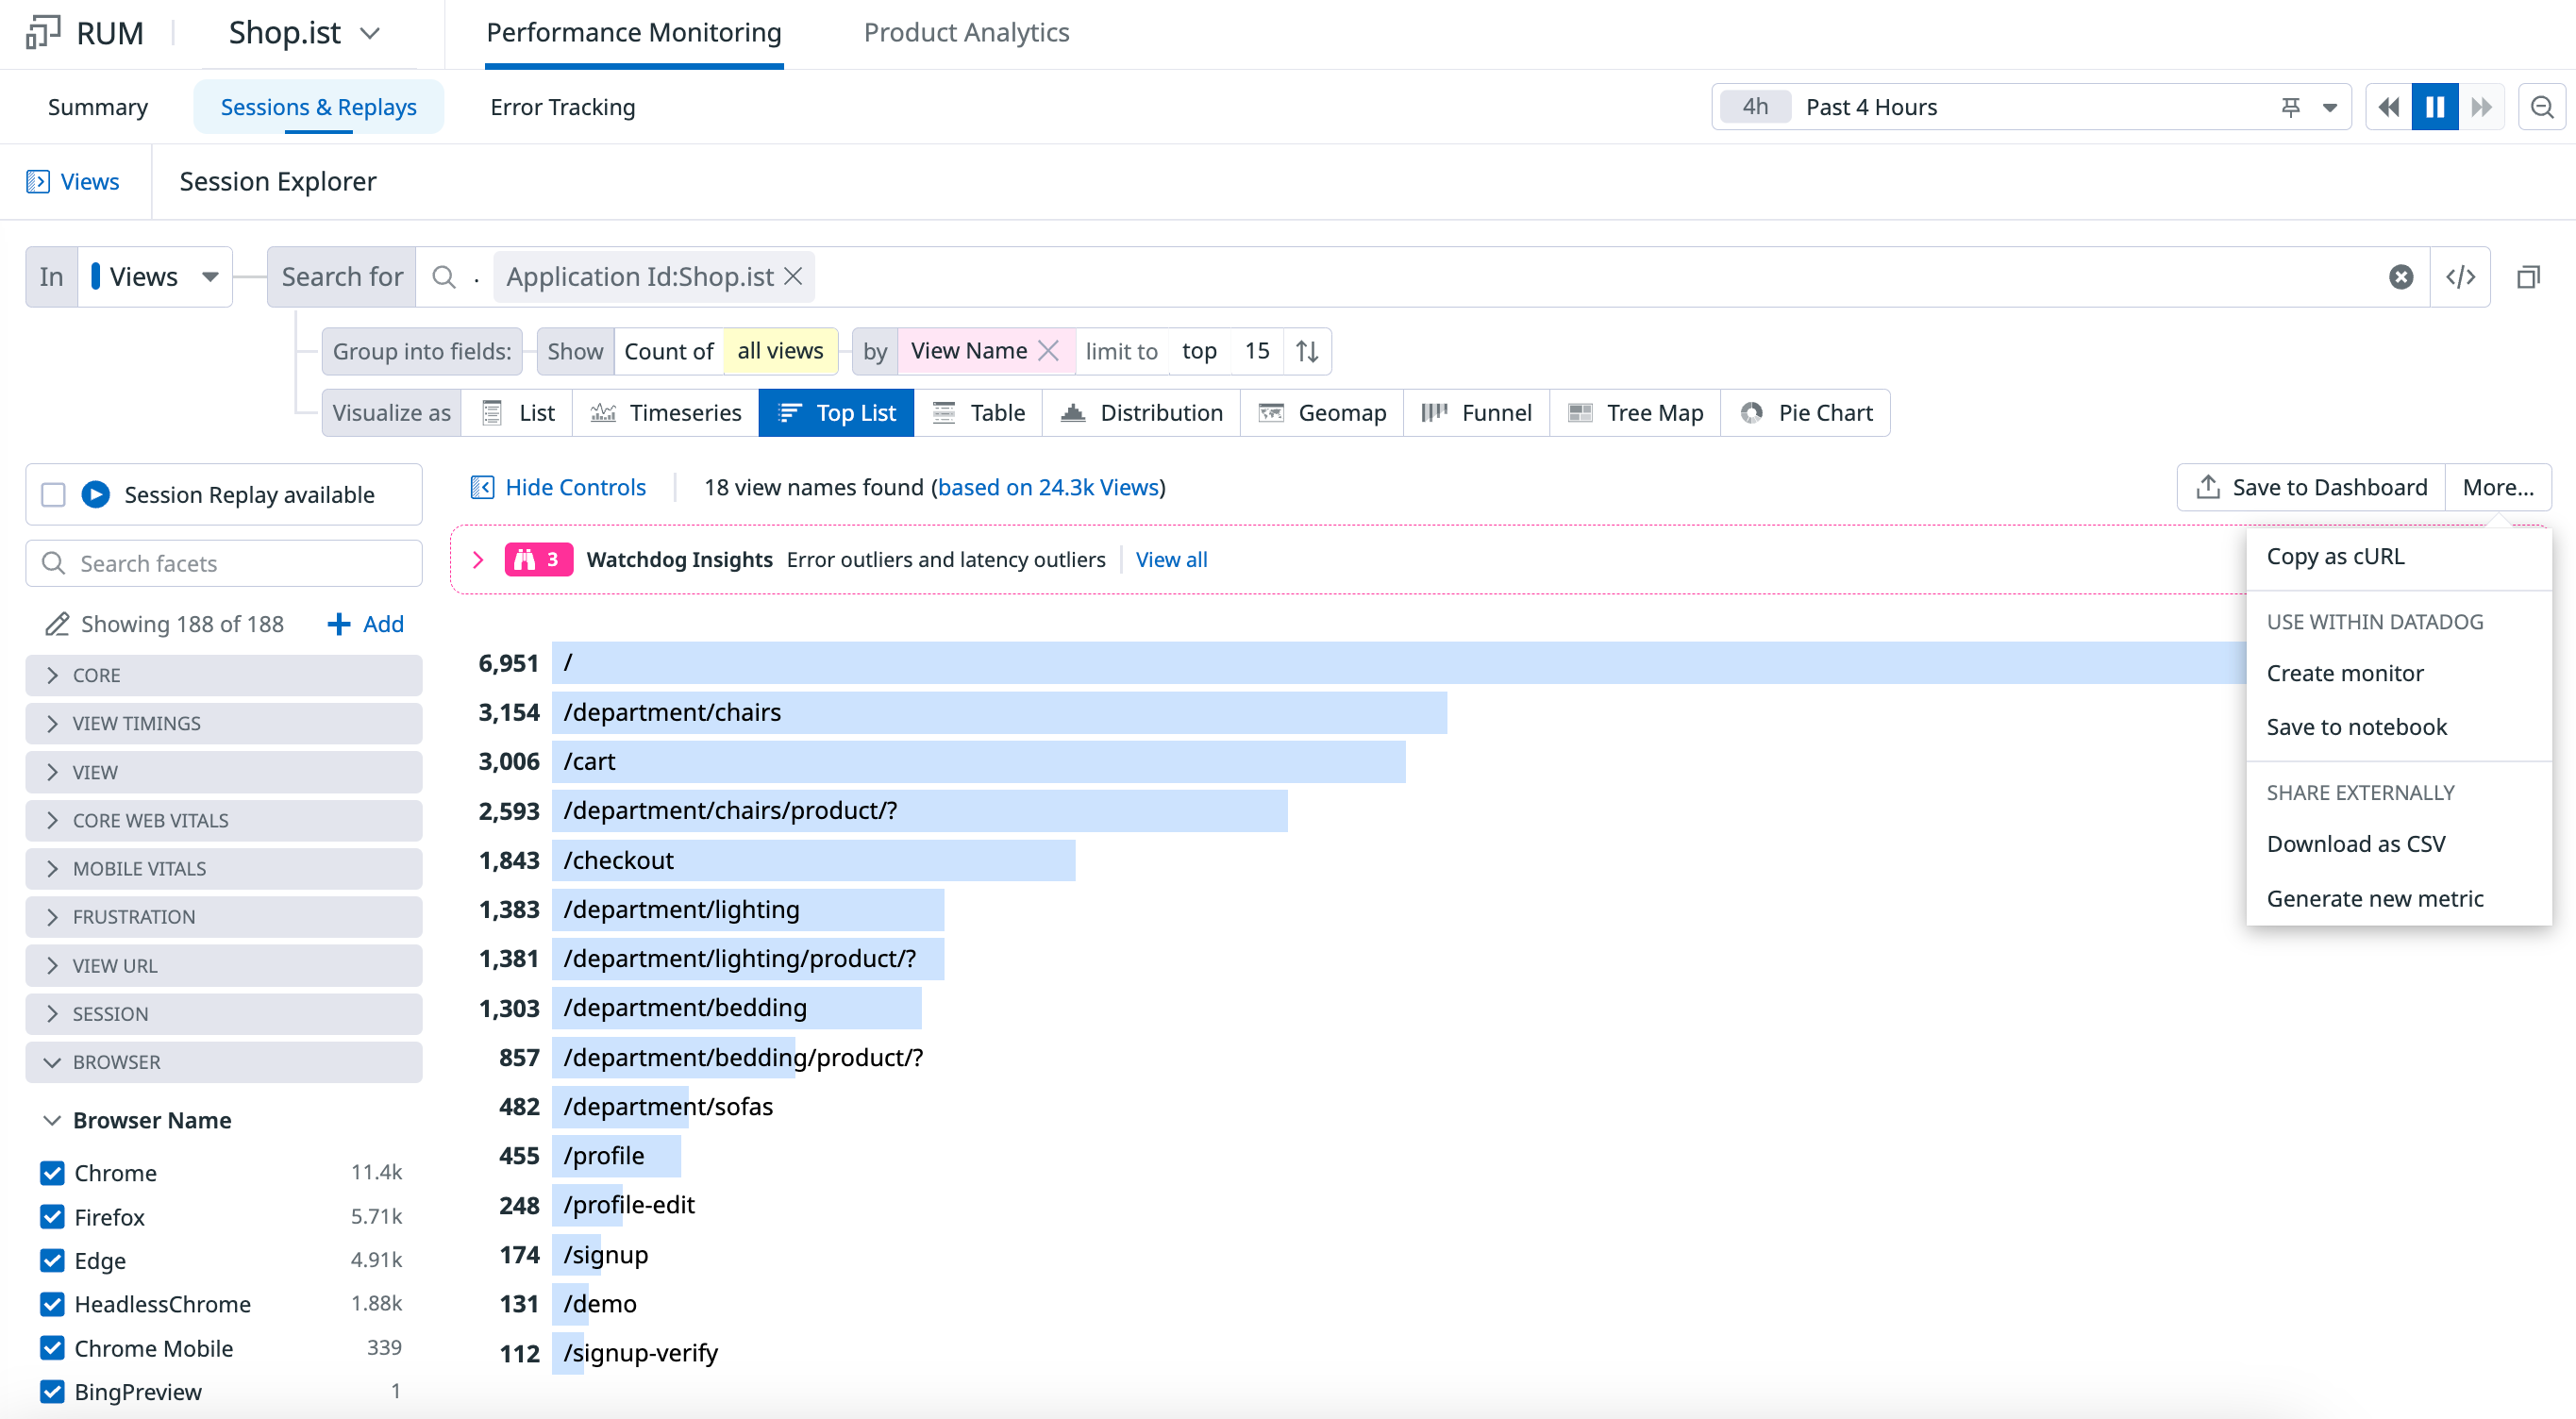 RUM Shop.ist Performance Monitoring Product Analytics
Summary Sessions & Replays Error Tracking 4h Past 4 Hours
Views Session Explorer
In Views Search for . Application Id:Shop.ist
Group into fields: Show Count of all views by View Name limit to top 15
Visualize as List Timeseries Top List Table Distribution Geomap Funnel Tree Map Pie Chart
Session Replay available
Search facets
Showing 188 of 188 Add
CORE
VIEW TIMINGS
VIEW
CORE WEB VITALS
MOBILE VITALS
FRUSTRATION
VIEW URL
SESSION
BROWSER
Browser Name
Chrome 11.4k
Firefox 5.71k
Edge 4.91k
HeadlessChrome 1.88k
Chrome Mobile 339
BingPreview 1
Hide Controls 18 view names found (based on 24.3k Views) Save to Dashboard More...
3 Watchdog Insights Error outliers and latency outliers View all
6,951 /
3,154 /department/chairs
3,006 /cart
2,593 /department/chairs/product/?
1,843 /checkout
1,383 /department/lighting
1,381 /department/lighting/product/?
1,303 /department/bedding
857 /department/bedding/product/?
482 /department/sofas
455 /profile
248 /profile-edit
174 /signup
131 /demo
112 /signup-verify
Copy as cURL
USE WITHIN DATADOG
Create monitor
Save to notebook
SHARE EXTERNALLY
Download as CSV
Generate new metric